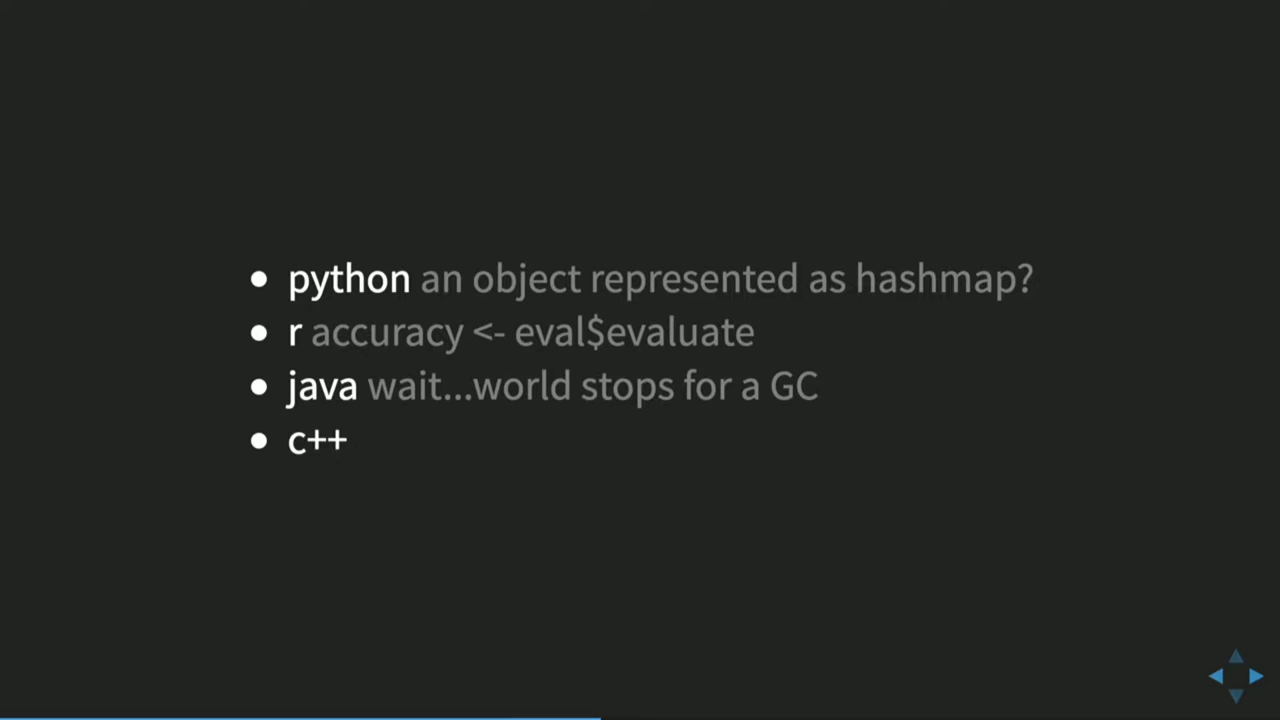 • python an object represented as hashmap?
• r accuracy <- eval$evaluate
• java wait...world stops for a GC
• c++